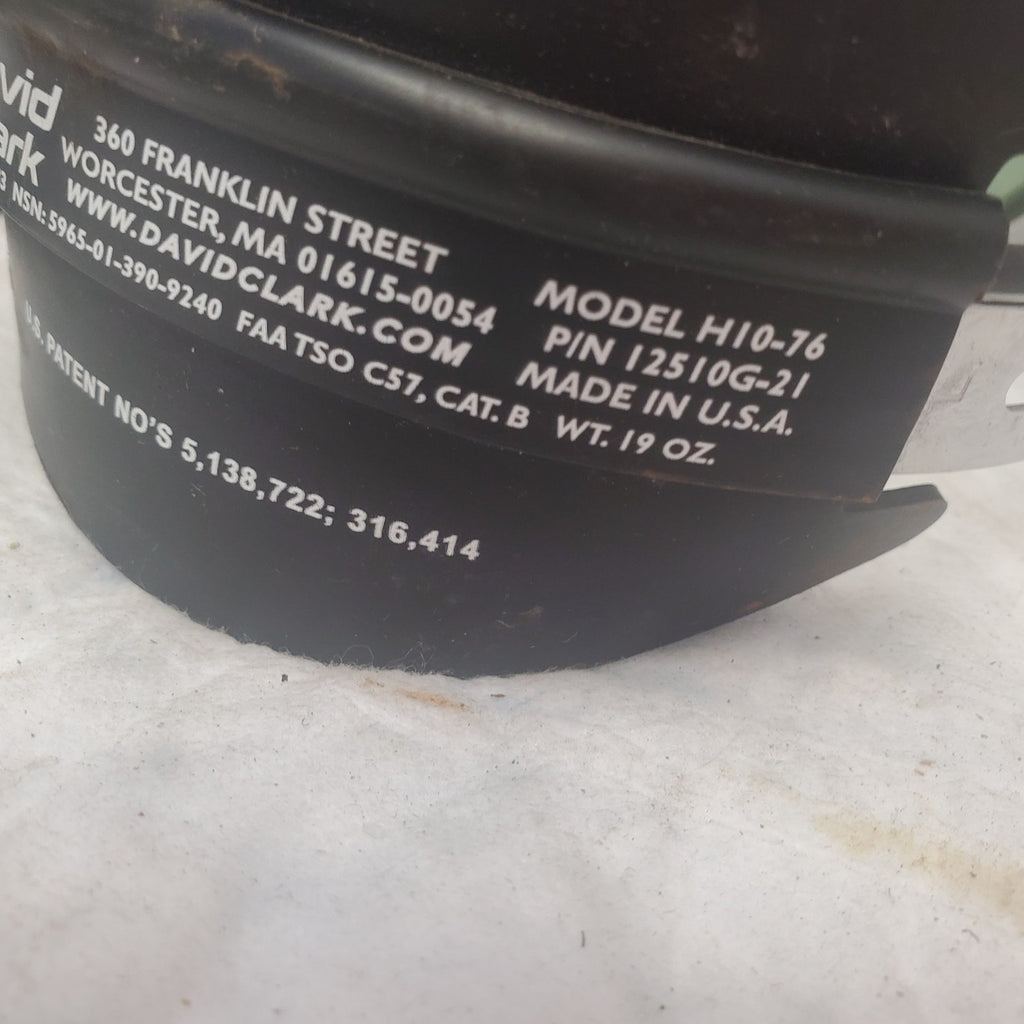 vid
ark
360 FRANKLIN STREET
WORCESTER, MA 01615-0054
WWW.DAVIDCLARK.COM
3 NSN: 5965-01-390-9240 FAA TSO C57, CAT. B WT. 19 OZ.
MODEL H10-76
P/N 12510G-21
MADE IN U.S.A.
U.S. PATENT NO'S 5,138,722; 316,414